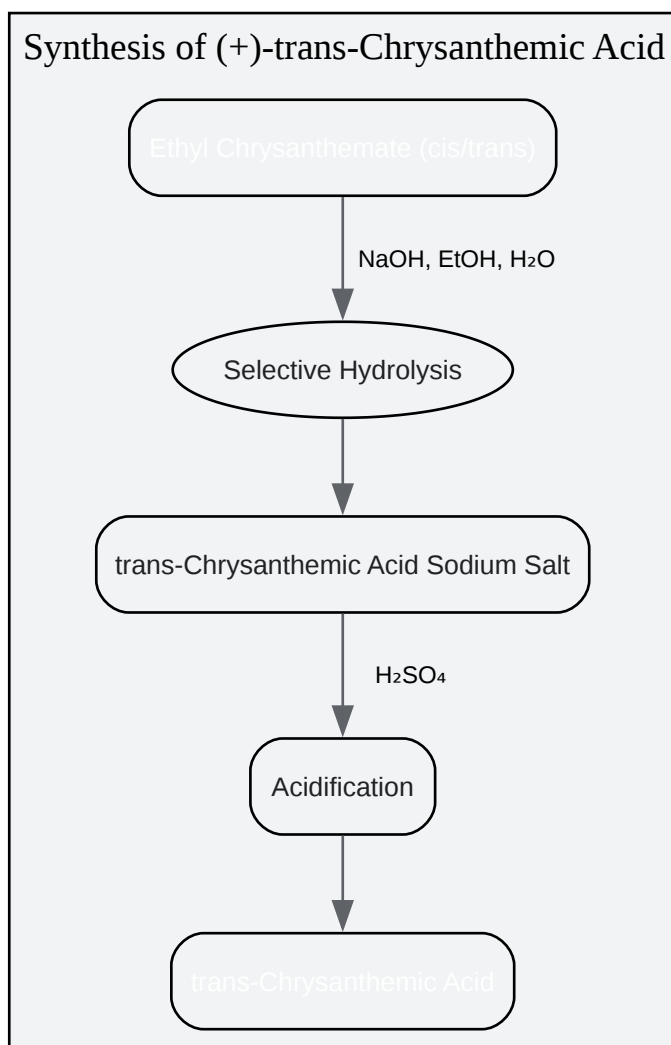 Synthesis of (+)-trans-Chrysanthemic Acid
Ethyl Chrysanthemate (cis/trans)
NaOH, EtOH, H₂O
Selective Hydrolysis
trans-Chrysanthemic Acid Sodium Salt
H₂SO₄
Acidification
trans-Chrysanthemic Acid